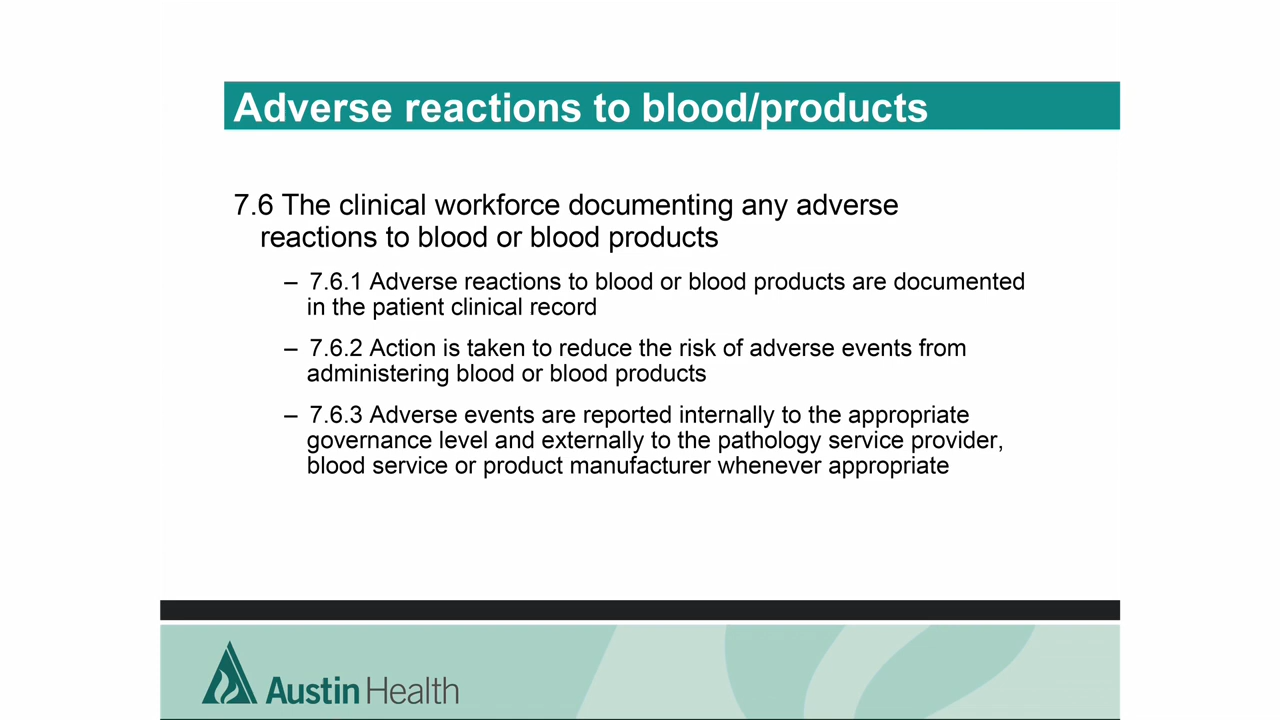 Adverse reactions to blood/products
7.6 The clinical workforce documenting any adverse
reactions to blood or blood products
– 7.6.1 Adverse reactions to blood or blood products are documented
in the patient clinical record
– 7.6.2 Action is taken to reduce the risk of adverse events from
administering blood or blood products
– 7.6.3 Adverse events are reported internally to the appropriate
governance level and externally to the pathology service provider,
blood service or product manufacturer whenever appropriate
Austin Health